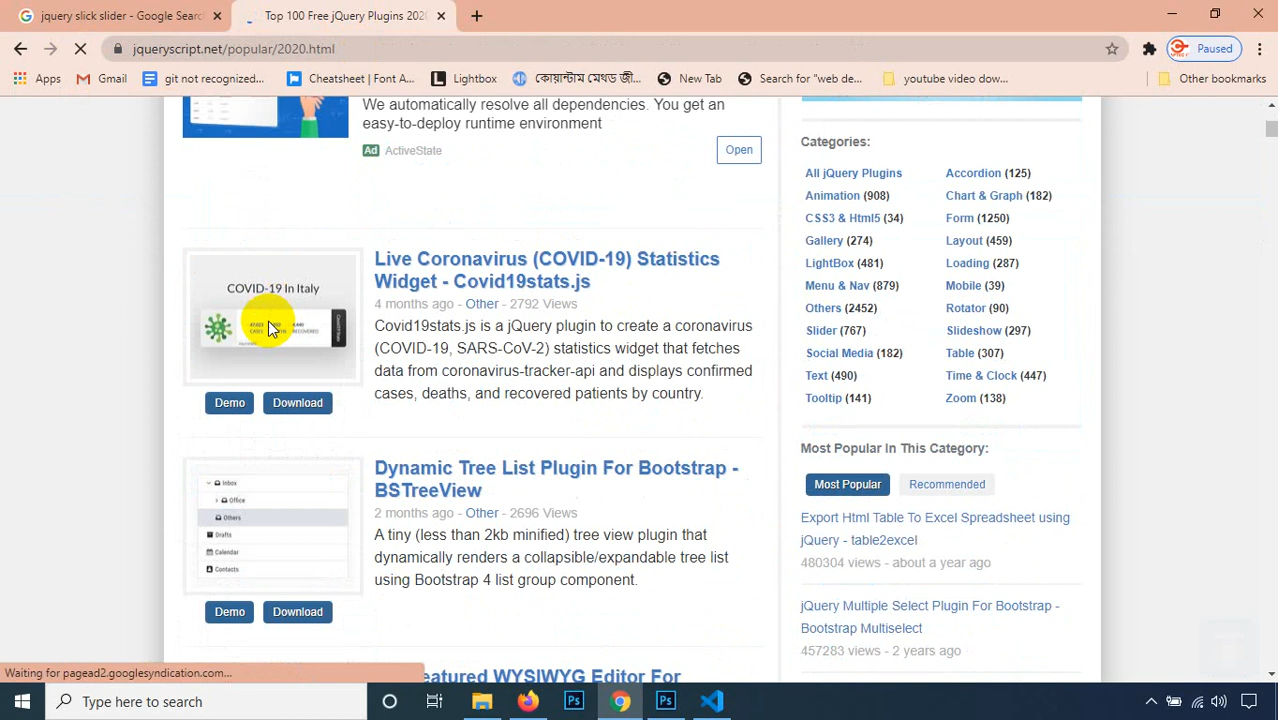 jquery slick slider - Google Searc
Top 100 Free jQuery Plugins 2020
jqueryscript.net/popular/2020.html
Paused
Apps
Gmail
git not recognized...
Cheatsheet | Font A...
Lightbox
কোয়ান্টাম মেথড জী...
New Tab
Search for "web de...
youtube video dow...
Other bookmarks
We automatically resolve all dependencies. You get an
easy-to-deploy runtime environment
Ad ActiveState
Open
Live Coronavirus (COVID-19) Statistics
Widget - Covid19stats.js
4 months ago - Other - 2792 Views
Covid19stats.js is a jQuery plugin to create a coronavirus
(COVID-19, SARS-CoV-2) statistics widget that fetches
data from coronavirus-tracker-api and displays confirmed
cases, deaths, and recovered patients by country.
COVID-19 In Italy
CASES
RECOVERED
Demo
Download
Dynamic Tree List Plugin For Bootstrap -
BSTreeView
2 months ago - Other - 2696 Views
A tiny (less than 2kb minified) tree view plugin that
dynamically renders a collapsible/expandable tree list
using Bootstrap 4 list group component.
Inbox
Office
Others
Drafts
Calendar
Contacts
Demo
Download
eatured WYSIWYG Editor For
Categories:
All jQuery Plugins
Accordion (125)
Animation (908)
Chart & Graph (182)
CSS3 & Html5 (34)
Form (1250)
Gallery (274)
Layout (459)
LightBox (481)
Loading (287)
Menu & Nav (879)
Mobile (39)
Others (2452)
Rotator (90)
Slider (767)
Slideshow (297)
Social Media (182)
Table (307)
Text (490)
Time & Clock (447)
Tooltip (141)
Zoom (138)
Most Popular In This Category:
Most Popular
Recommended
Export Html Table To Excel Spreadsheet using
jQuery - table2excel
480304 views - about a year ago
jQuery Multiple Select Plugin For Bootstrap -
Bootstrap Multiselect
457283 views - 2 years ago
Waiting for pagead2.googlesyndication.com...
Type here to search